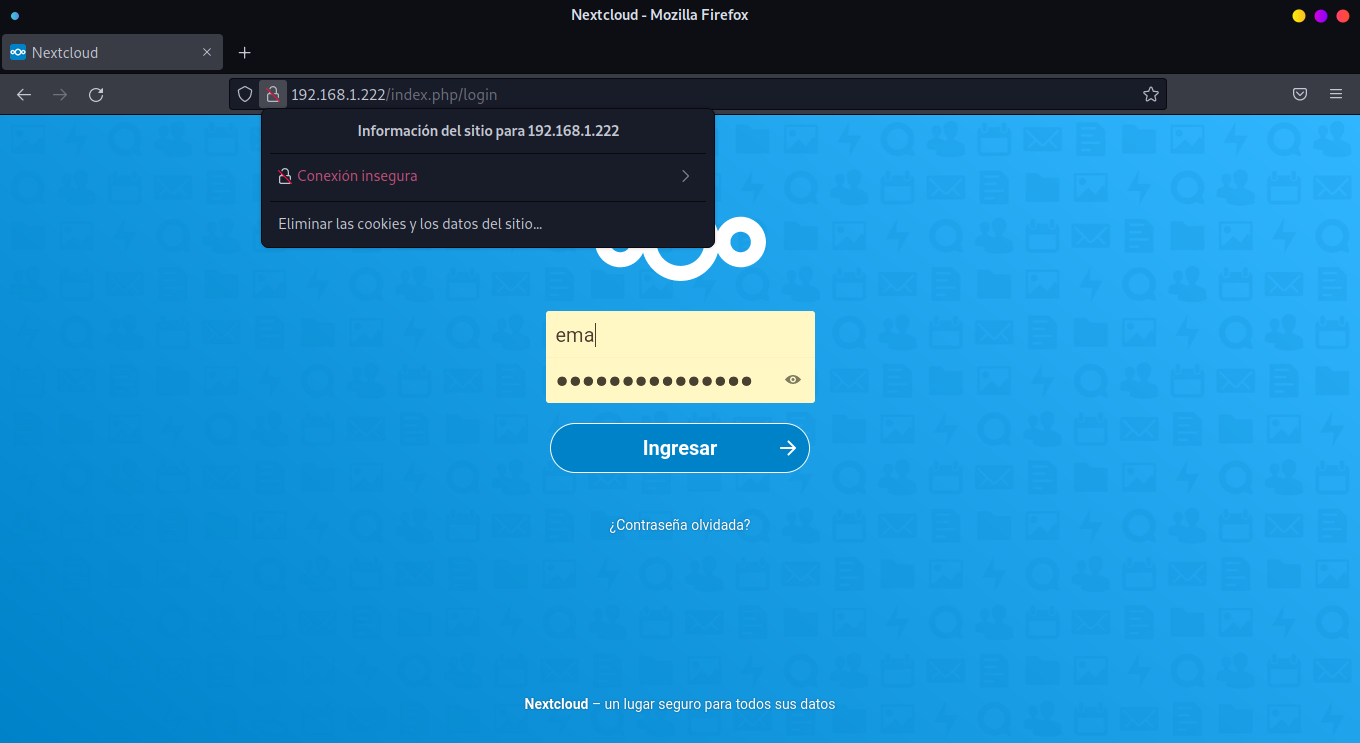 Nextcloud - Mozilla Firefox
Nextcloud
192.168.1.222/index.php/login
Información del sitio para 192.168.1.222
Conexión insegura
Eliminar las cookies y los datos del sitio...
ema
Ingresar
¿Contraseña olvidada?
Nextcloud – un lugar seguro para todos sus datos